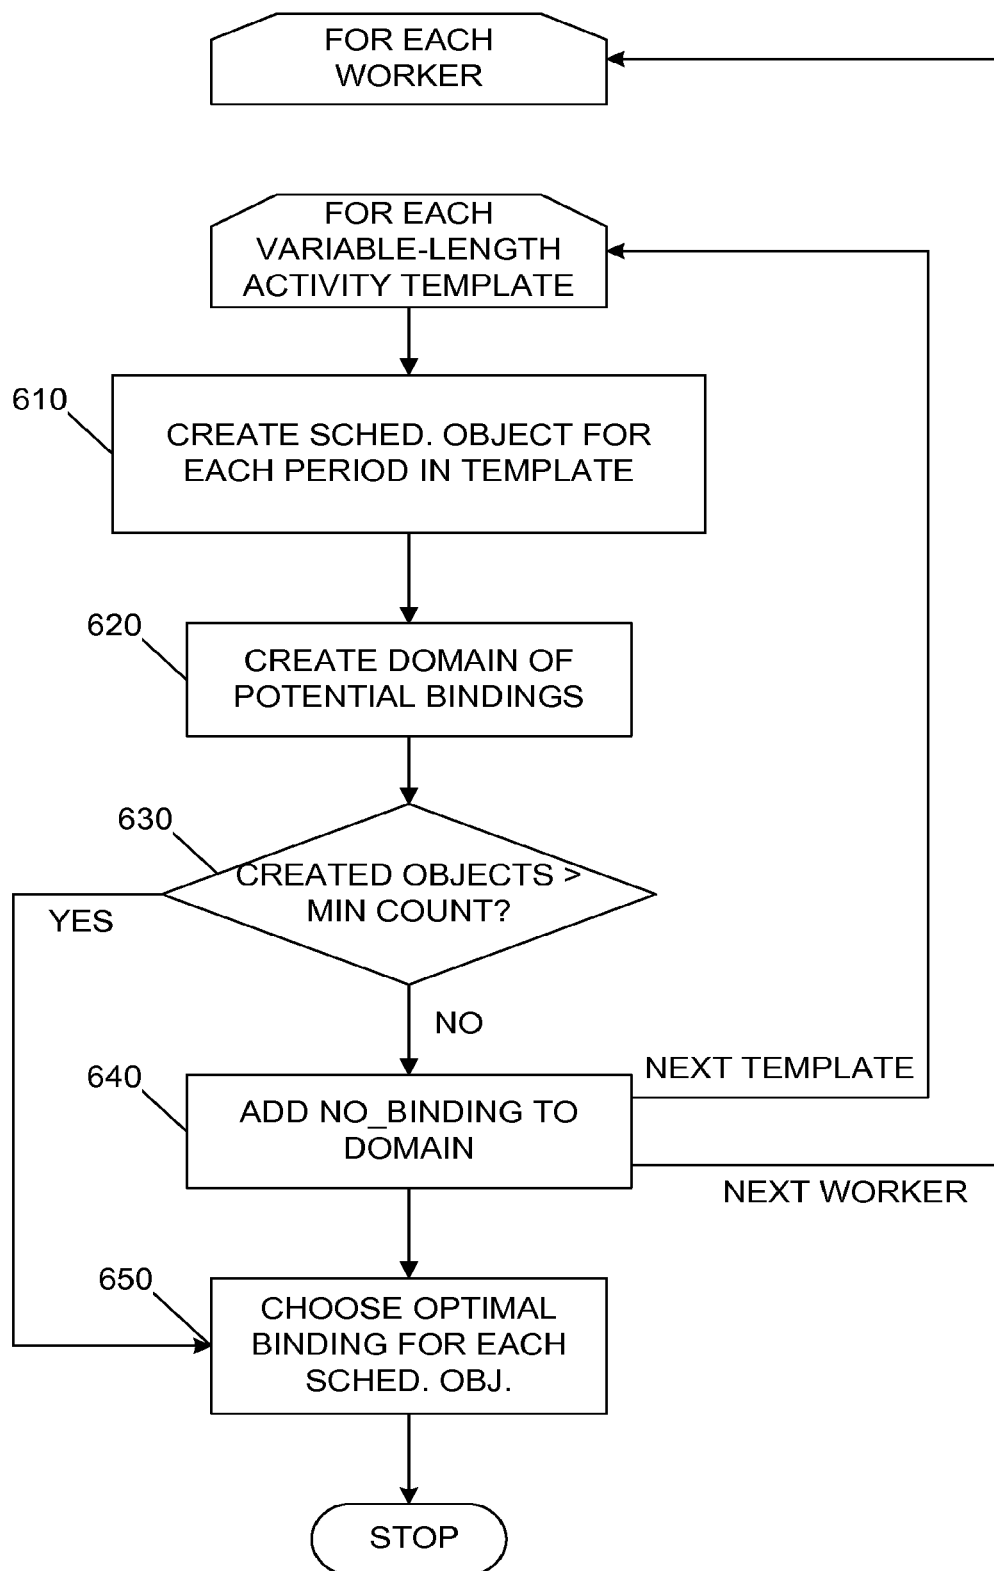 FOR EACH
WORKER
FOR EACH
VARIABLE-LENGTH
ACTIVITY TEMPLATE
610
CREATE SCHED. OBJECT FOR
EACH PERIOD IN TEMPLATE
620
CREATE DOMAIN OF
POTENTIAL BINDINGS
630
CREATED OBJECTS >
MIN COUNT?
YES
NO
640
NEXT TEMPLATE
ADD NO_BINDING TO
DOMAIN
NEXT WORKER
650
CHOOSE OPTIMAL
BINDING FOR EACH
SCHED. OBJ.
STOP